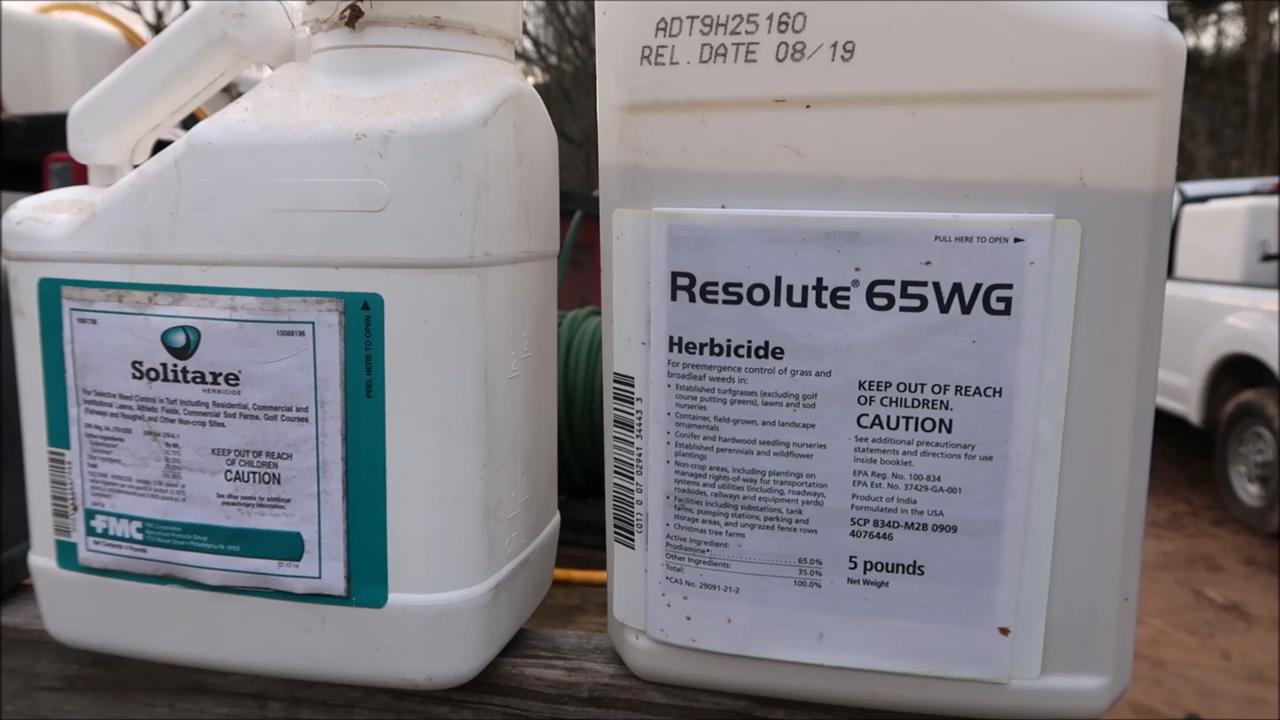 ADT9H25160
REL. DATE 08/19
PEEL HERE TO OPEN
15088196
Solitare
HERBICIDE
For Selective Weed Control in Turf Including Residential, Commercial and
Institutional Lawns, Athletic Fields, Commercial Sod Farms, Golf Courses
(Fairways and Roughs), and Other Non-crop Sites.
KEEP OUT OF REACH
OF CHILDREN
CAUTION
See other panels for additional
precautionary information.
FMC
FMC Corporation
Agricultural Products Group
PULL HERE TO OPEN
Resolute® 65WG
Herbicide
For preemergence control of grass and
broadleaf weeds in:
• Established turfgrasses (excluding golf
course putting greens), lawns and sod
nurseries
• Container, field-grown, and landscape
ornamentals
• Conifer and hardwood seedling nurseries
• Established perennials and wildflower
plantings
• Non-crop areas, including plantings on
managed rights-of-way for transportation
systems and utilities (including, roadways,
roadsides, railways and equipment yards)
• Facilities including substations, tank
farms, pumping stations, parking and
storage areas, and ungrazed fence rows
• Christmas tree farms
Active Ingredient:
Prodiamine*: 65.0%
Other Ingredients: 35.0%
Total: 100.0%
*CAS No. 29091-21-2
KEEP OUT OF REACH
OF CHILDREN.
CAUTION
See additional precautionary
statements and directions for use
inside booklet.
EPA Reg. No. 100-834
EPA Est. No. 37429-GA-001
Product of India
Formulated in the USA
SCP 834D-M2B 0909
4076446
5 pounds
Net Weight
(01) 0 07 02941 34443 3